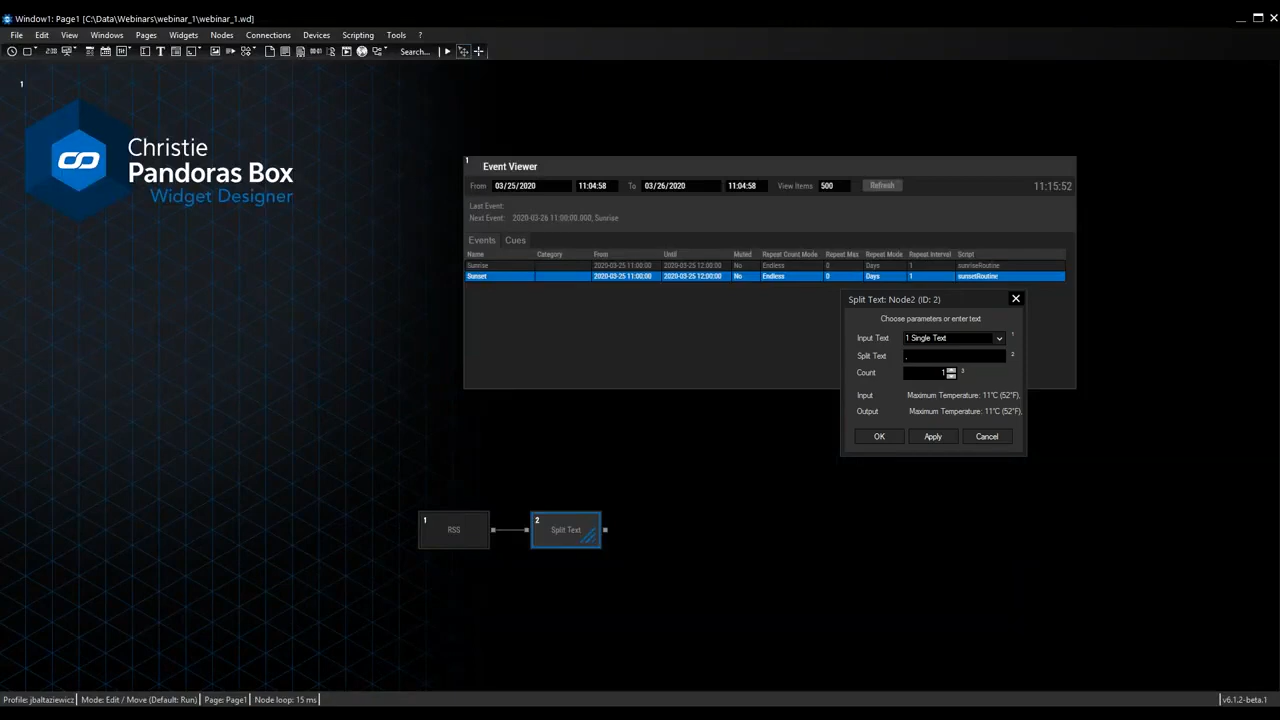 Window1: Page1 [C:\Data\Webinars\webinar_1\webinar_1.wd]
File Edit View Windows Pages Widgets Nodes Connections Devices Scripting Tools ?
Search...
1
Christie
Pandoras Box
Widget Designer
1 Event Viewer
From 03/25/2020 11:04:58 To 03/26/2020 11:04:58 View Items 500 Refresh 11:15:52
Last Event:
Next Event: 2020-03-26 11:00:00.000, Sunrise
Events Cues
Name Category From Until Muted Repeat Count Mode Repeat Max Repeat Mode Repeat Interval Script
Sunrise 2020-03-25 11:00:00 2020-03-25 12:00:00 No Endless 0 Days 1 sunriseRoutine
Sunset 2020-03-25 11:00:00 2020-03-25 12:00:00 No Endless 0 Days 1 sunsetRoutine
Split Text: Node2 (ID: 2)
Choose parameters or enter text
Input Text 1 Single Text 1
Split Text , 2
Count 1 3
Input Maximum Temperature: 11°C (52°F),
Output Maximum Temperature: 11°C (52°F),
OK Apply Cancel
1 RSS
2 Split Text
Profile: jbaltaziewicz Mode: Edit / Move (Default: Run) Page: Page1 Node loop: 15 ms v6.1.2-beta.1